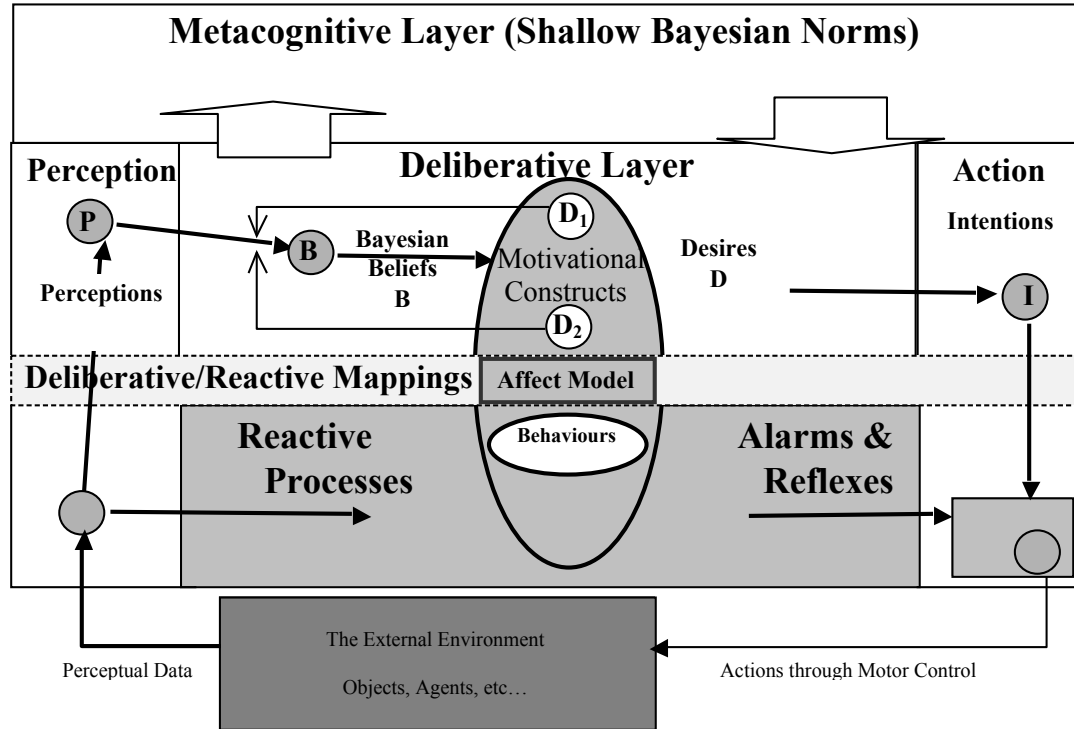 Metacognitive Layer (Shallow Bayesian Norms)
Perception
Deliberative Layer
Action
P
D₁
Intentions
B
Bayesian
Beliefs
B
Motivational
Constructs
Desires
D
Perceptions
I
D₂
Deliberative/Reactive Mappings
Affect Model
Reactive
Processes
Behaviours
Alarms &
Reflexes
The External Environment
Objects, Agents, etc…
Perceptual Data
Actions through Motor Control